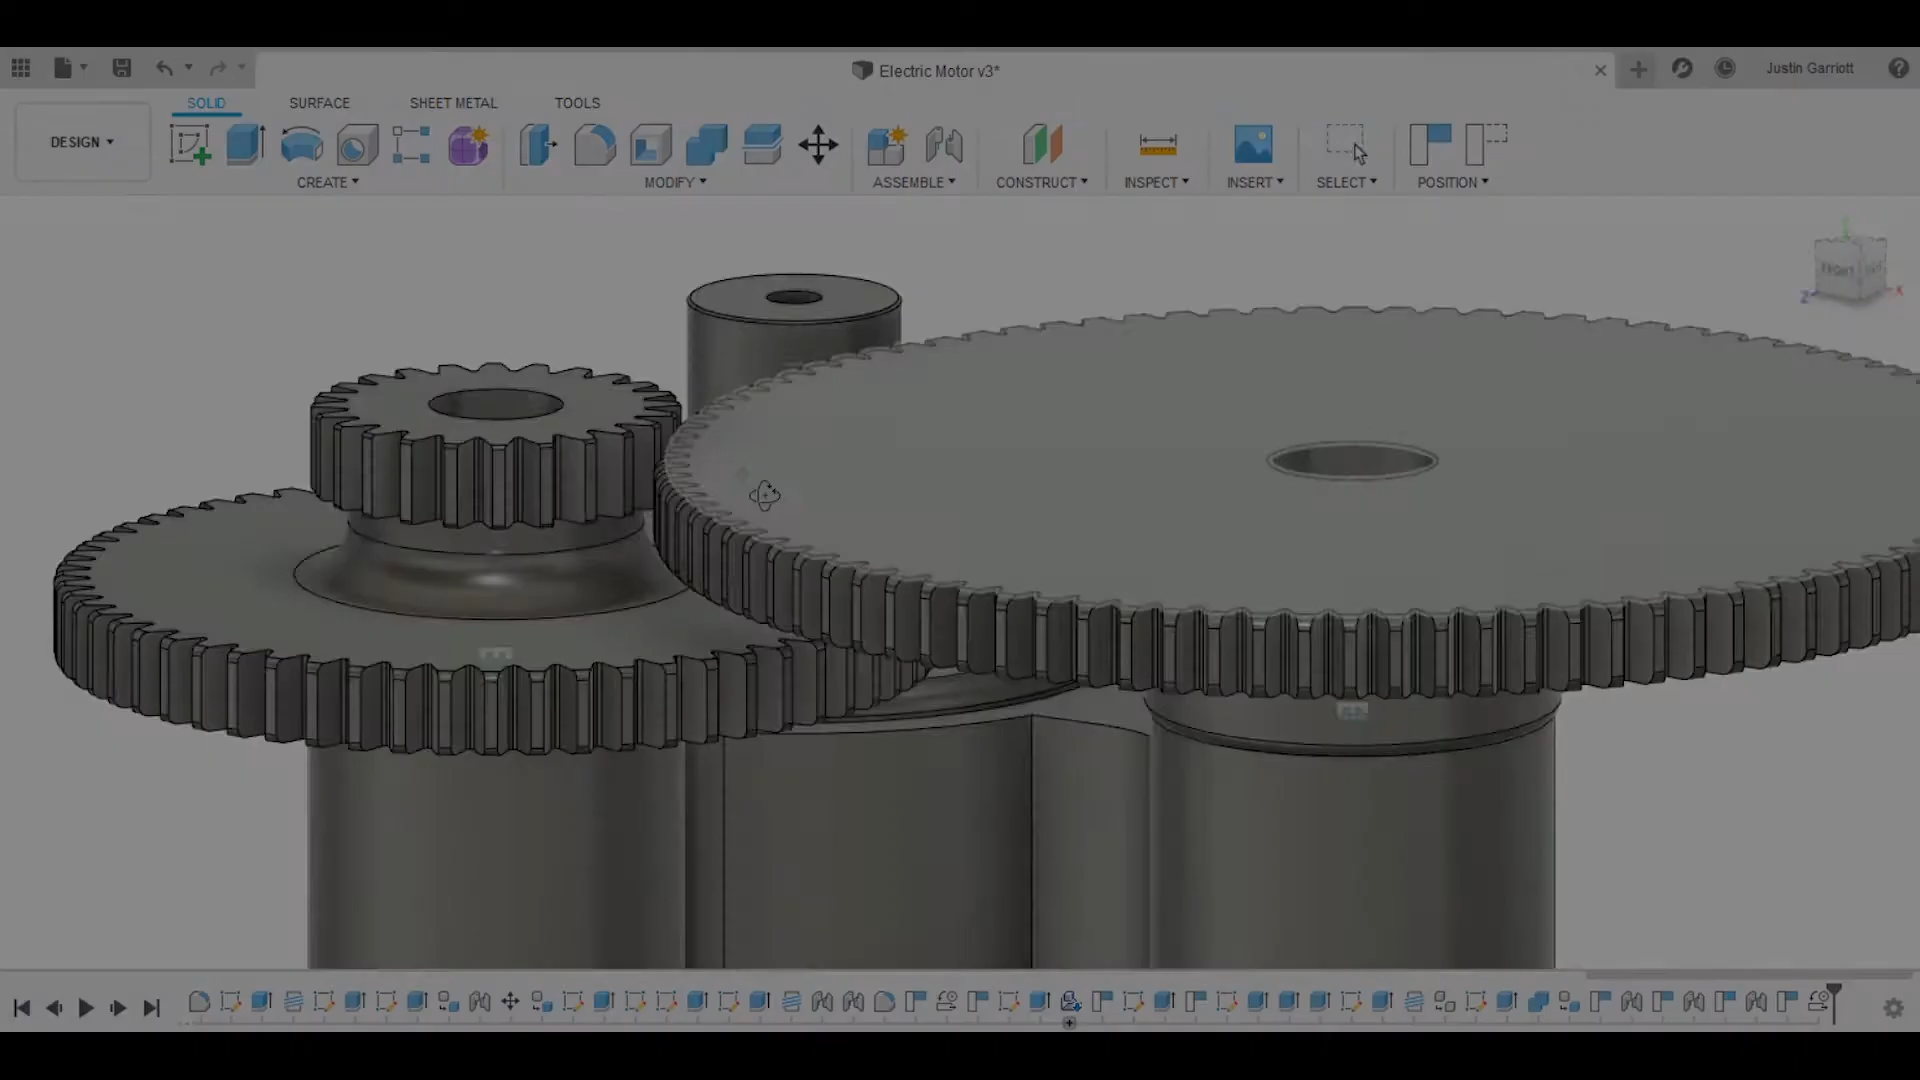 Electric Motor v3*
Justin Garriott
SOLID SURFACE SHEET METAL TOOLS
DESIGN
CREATE MODIFY ASSEMBLE CONSTRUCT INSPECT INSERT SELECT POSITION
FRONT
Z X